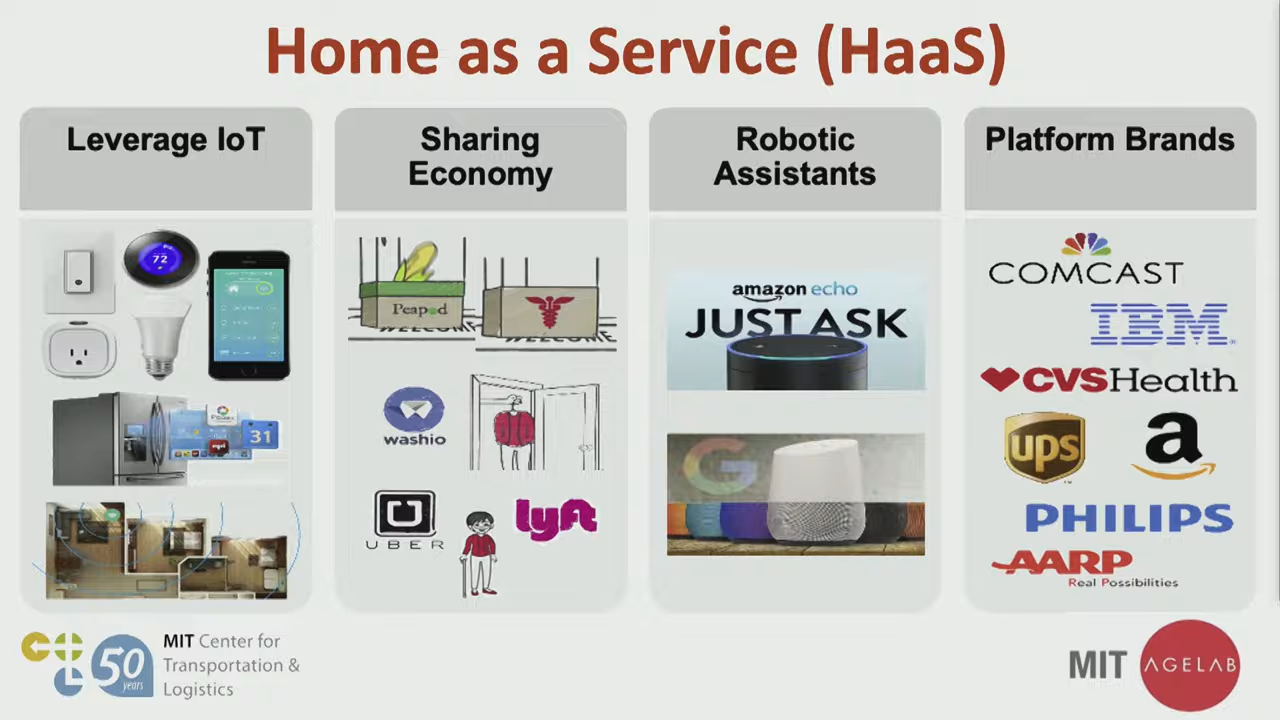 Home as a Service (HaaS)
Leverage IoT
72
31
Sharing
Economy
Peapod
WELCOME
WELCOME
washio
UBER
lyft
Robotic
Assistants
amazon echo
JUST ASK
G
Platform Brands
COMCAST
IBM
CVSHealth
ups
a
PHILIPS
AARP
Real Possibilities
50
years
MIT Center for
Transportation &
Logistics
MIT AGELAB